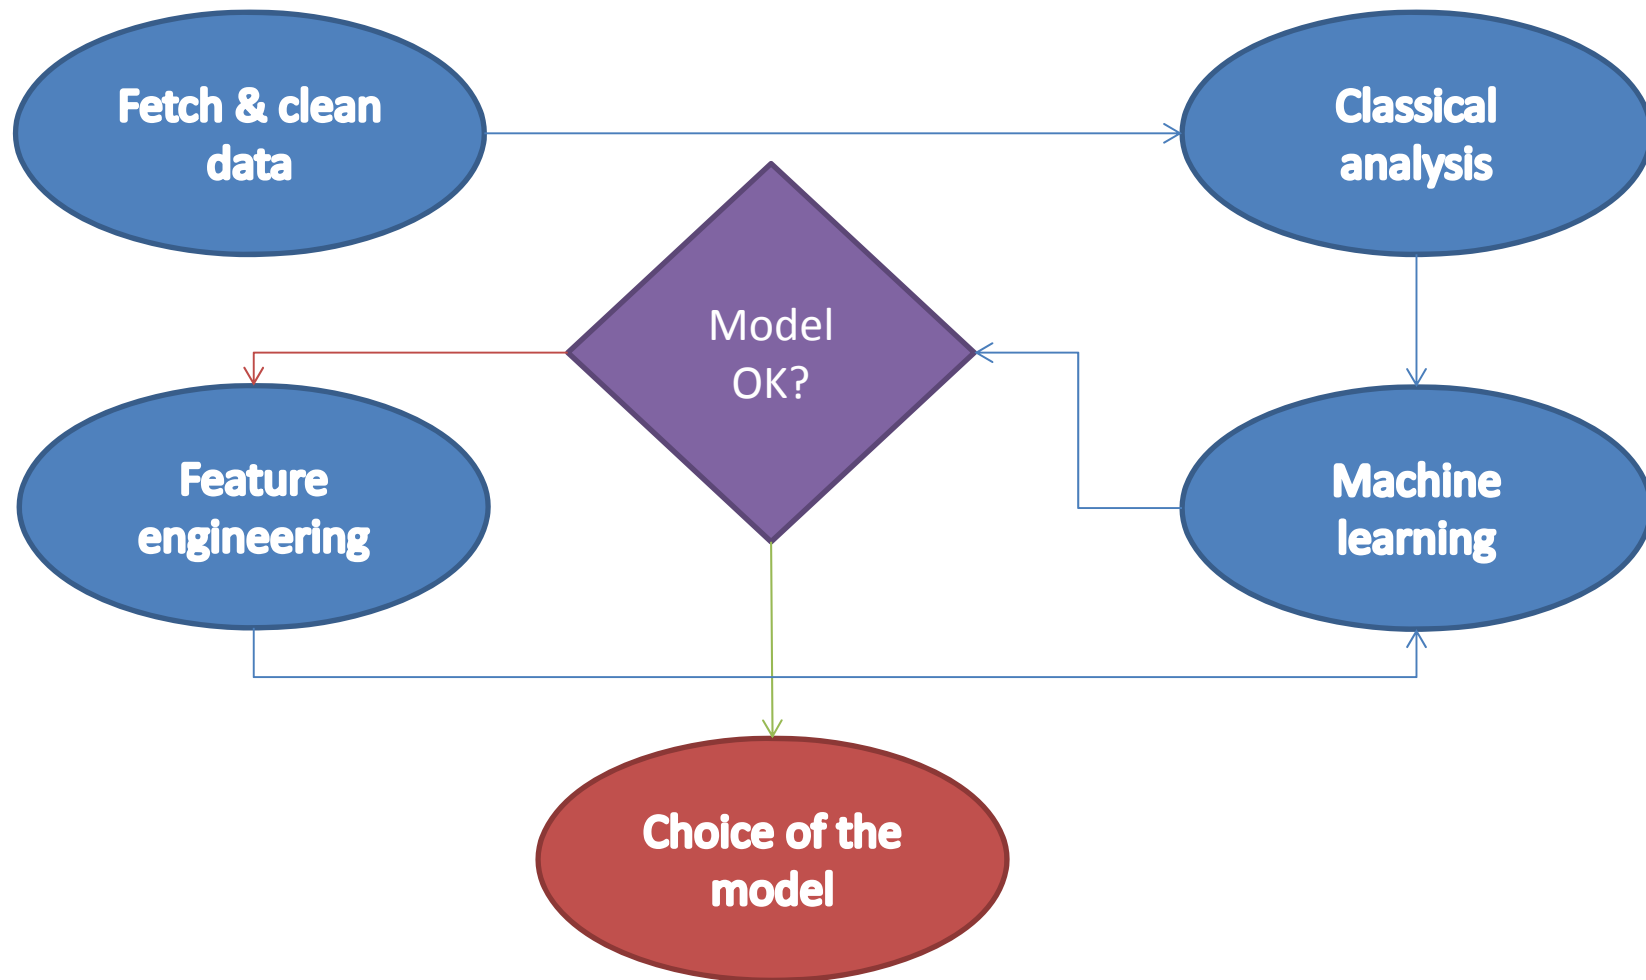 Fetch & clean
data
Classical
analysis
Model
OK?
Feature
engineering
Machine
learning
Choice of the
model